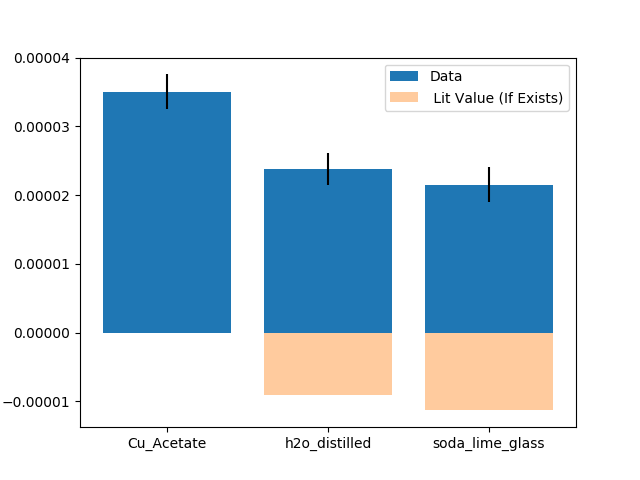 0.00004
0.00003
0.00002
0.00001
0.00000
−0.00001
Data
Lit Value (If Exists)
Cu_Acetate
h2o_distilled
soda_lime_glass